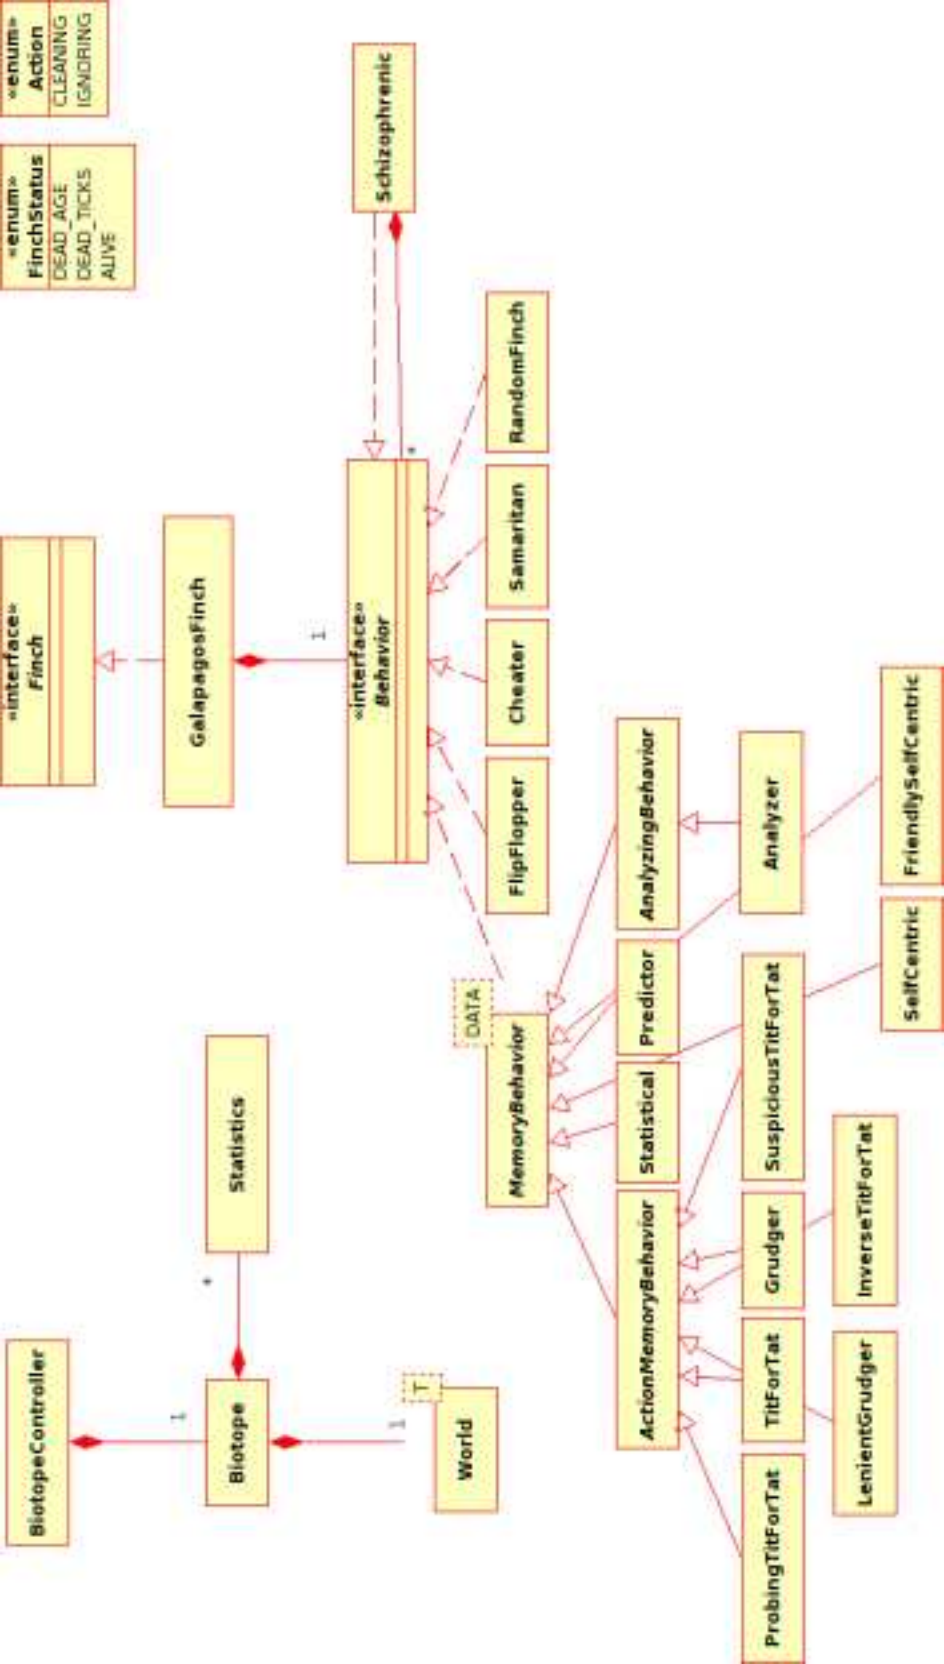 BiotopeController
1
Biotope
*
Statistics
1
T
World
«interface»
Finch
GalapagosFinch
1
«interface»
Behavior
*
Schizophrenic
«enum»
FinchStatus
DEAD_AGE
DEAD_TICKS
ALIVE
«enum»
Action
CLEANING
IGNORING
DATA
MemoryBehavior
FlipFlopper
Cheater
Samaritan
RandomFinch
ActionMemoryBehavior
Statistical
Predictor
AnalyzingBehavior
ProbingTitForTat
TitForTat
Grudger
SuspiciousTitForTat
Analyzer
LenientGrudger
InverseTitForTat
SelfCentric
FriendlySelfCentric